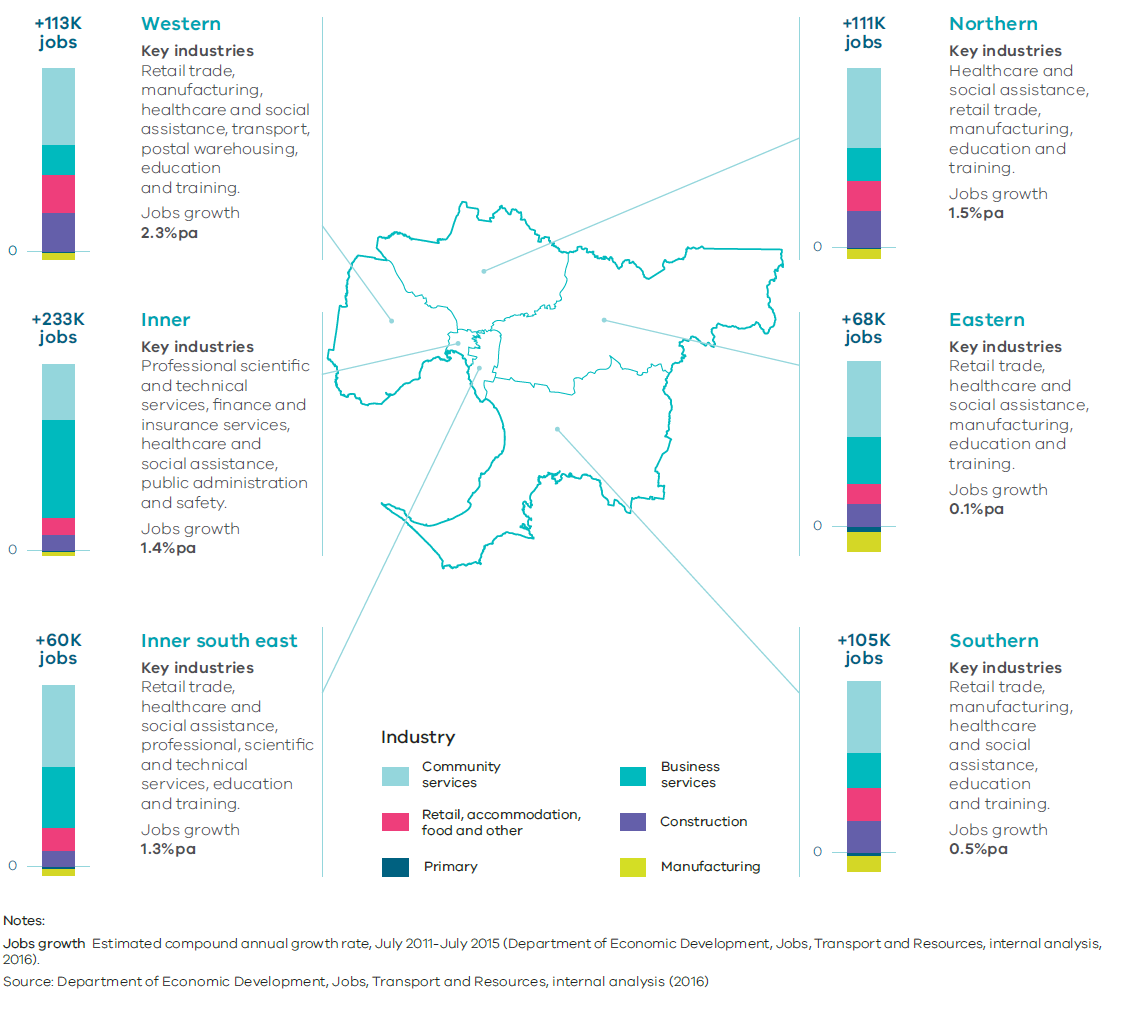 +113K
jobs
0
Western
Key industries
Retail trade,
manufacturing,
healthcare and social
assistance, transport,
postal warehousing,
education
and training.
Jobs growth
2.3%pa
+111K
jobs
0
Northern
Key industries
Healthcare and
social assistance,
retail trade,
manufacturing,
education and
training.
Jobs growth
1.5%pa
+233K
jobs
0
Inner
Key industries
Professional scientific
and technical
services, finance and
insurance services,
healthcare and
social assistance,
public administration
and safety.
Jobs growth
1.4%pa
+68K
jobs
0
Eastern
Key industries
Retail trade,
healthcare and
social assistance,
manufacturing,
education and
training.
Jobs growth
0.1%pa
+60K
jobs
0
Inner south east
Key industries
Retail trade,
healthcare and
social assistance,
professional, scientific
and technical
services, education
and training.
Jobs growth
1.3%pa
+105K
jobs
0
Southern
Key industries
Retail trade,
manufacturing,
healthcare
and social
assistance,
education
and training.
Jobs growth
0.5%pa
Industry
Community
services
Business
services
Retail, accommodation,
food and other
Construction
Primary
Manufacturing
Notes:
Jobs growth Estimated compound annual growth rate, July 2011-July 2015 (Department of Economic Development, Jobs, Transport and Resources, internal analysis,
2016).
Source: Department of Economic Development, Jobs, Transport and Resources, internal analysis (2016)